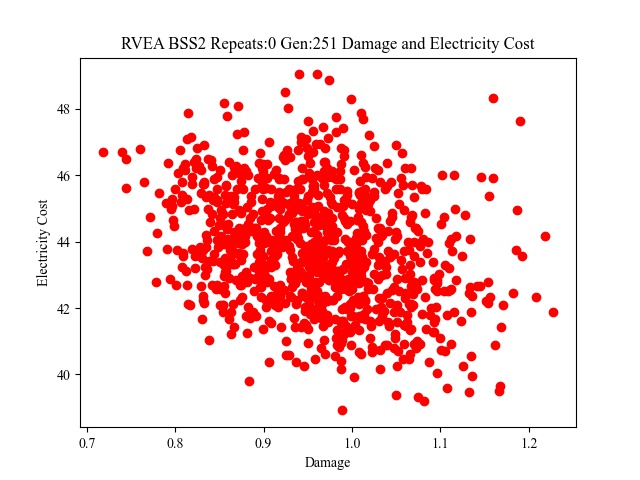 RVEA BSS2 Repeats:0 Gen:251 Damage and Electricity Cost
48
46
44
42
40
Electricity Cost
0.7 0.8 0.9 1.0 1.1 1.2
Damage